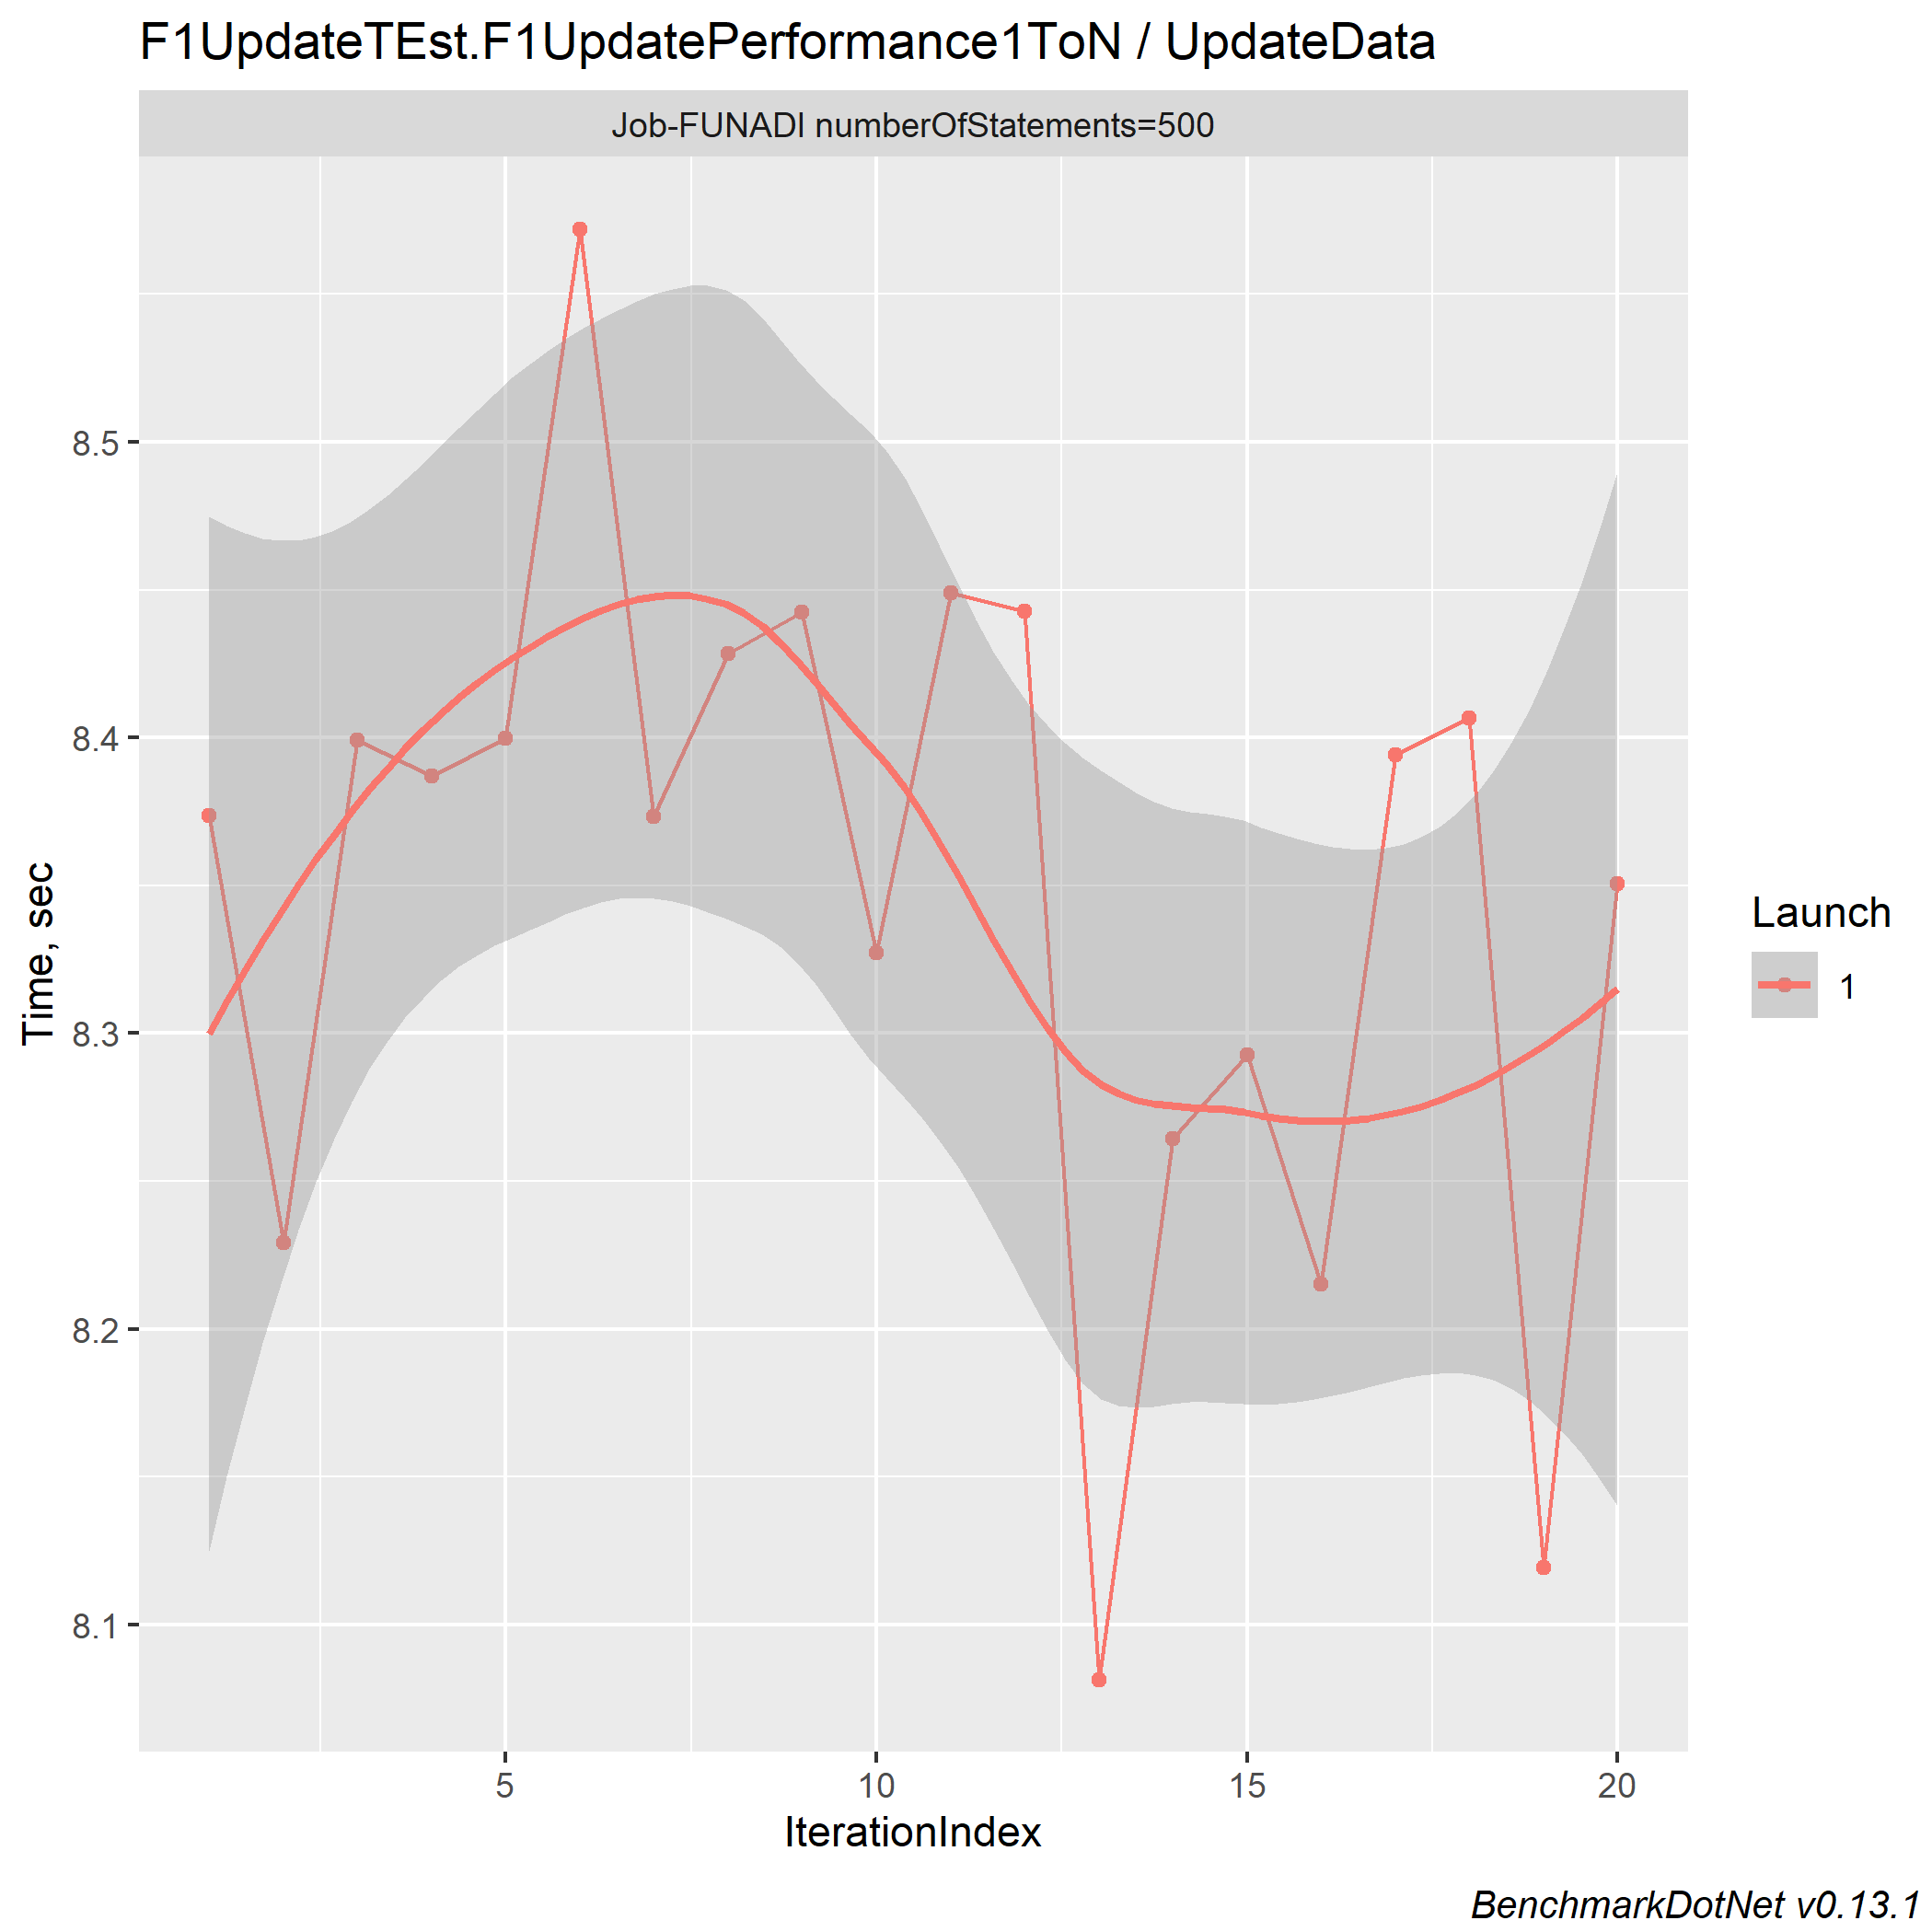 F1UpdateTEst.F1UpdatePerformance1ToN / UpdateData
Job-FUNADI numberOfStatements=500
8.5
8.4
8.3
8.2
8.1
Time, sec
5 10 15 20
IterationIndex
Launch
1
BenchmarkDotNet v0.13.1